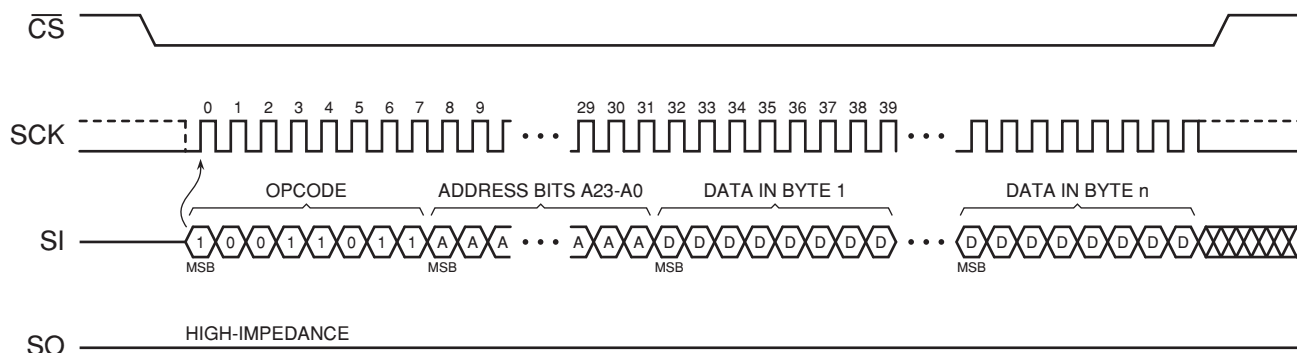 CS
0 1 2 3 4 5 6 7 8 9 29 30 31 32 33 34 35 36 37 38 39
SCK
OPCODE ADDRESS BITS A23-A0 DATA IN BYTE 1 DATA IN BYTE n
SI 1 0 0 1 1 0 1 1 A A A A A A D D D D D D D D D D D D D D D D
MSB MSB MSB MSB
HIGH-IMPEDANCE
SO